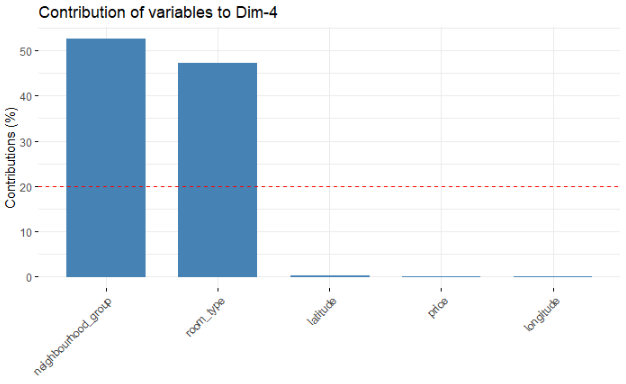 Contribution of variables to Dim-4
Contributions (%)
50
40
30
20
10
0
neighbourhood_group
room_type
latitude
price
longitude